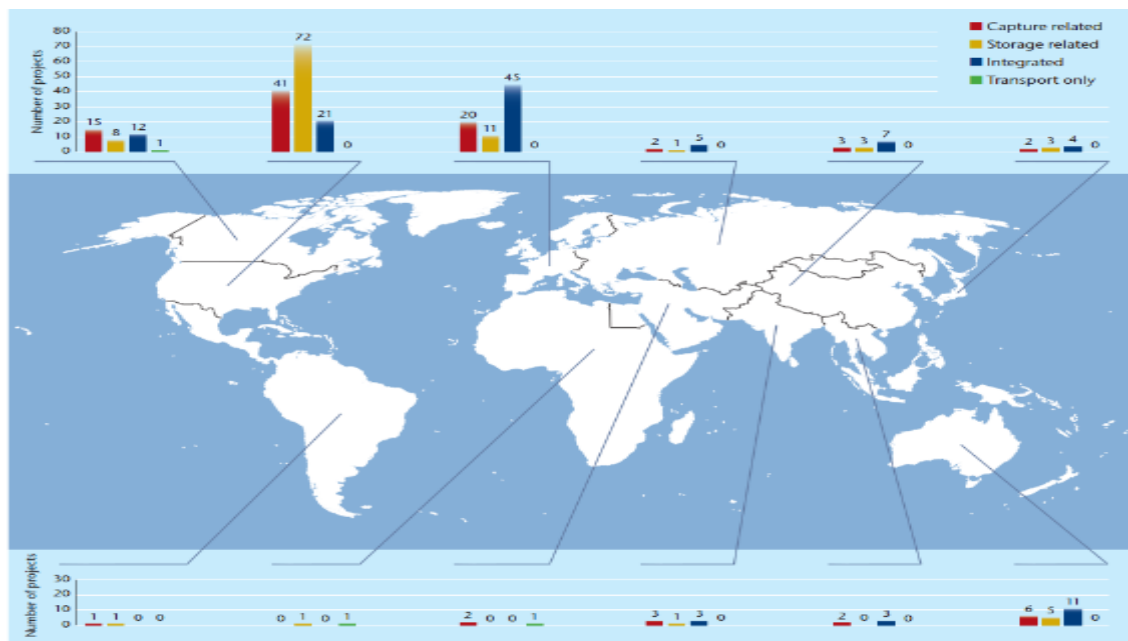 Number of projects
80
70
60
50
40
30
20
10
0
15 8 12 1
41 72 21 0
20 11 45 0
2 1 5 0
3 3 7 0
2 3 4 0
Capture related
Storage related
Integrated
Transport only
Number of projects
30
20
10
0
1 1 0 0
0 1 0 1
2 0 0 1
3 1 3 0
2 0 3 0
6 5 11 0